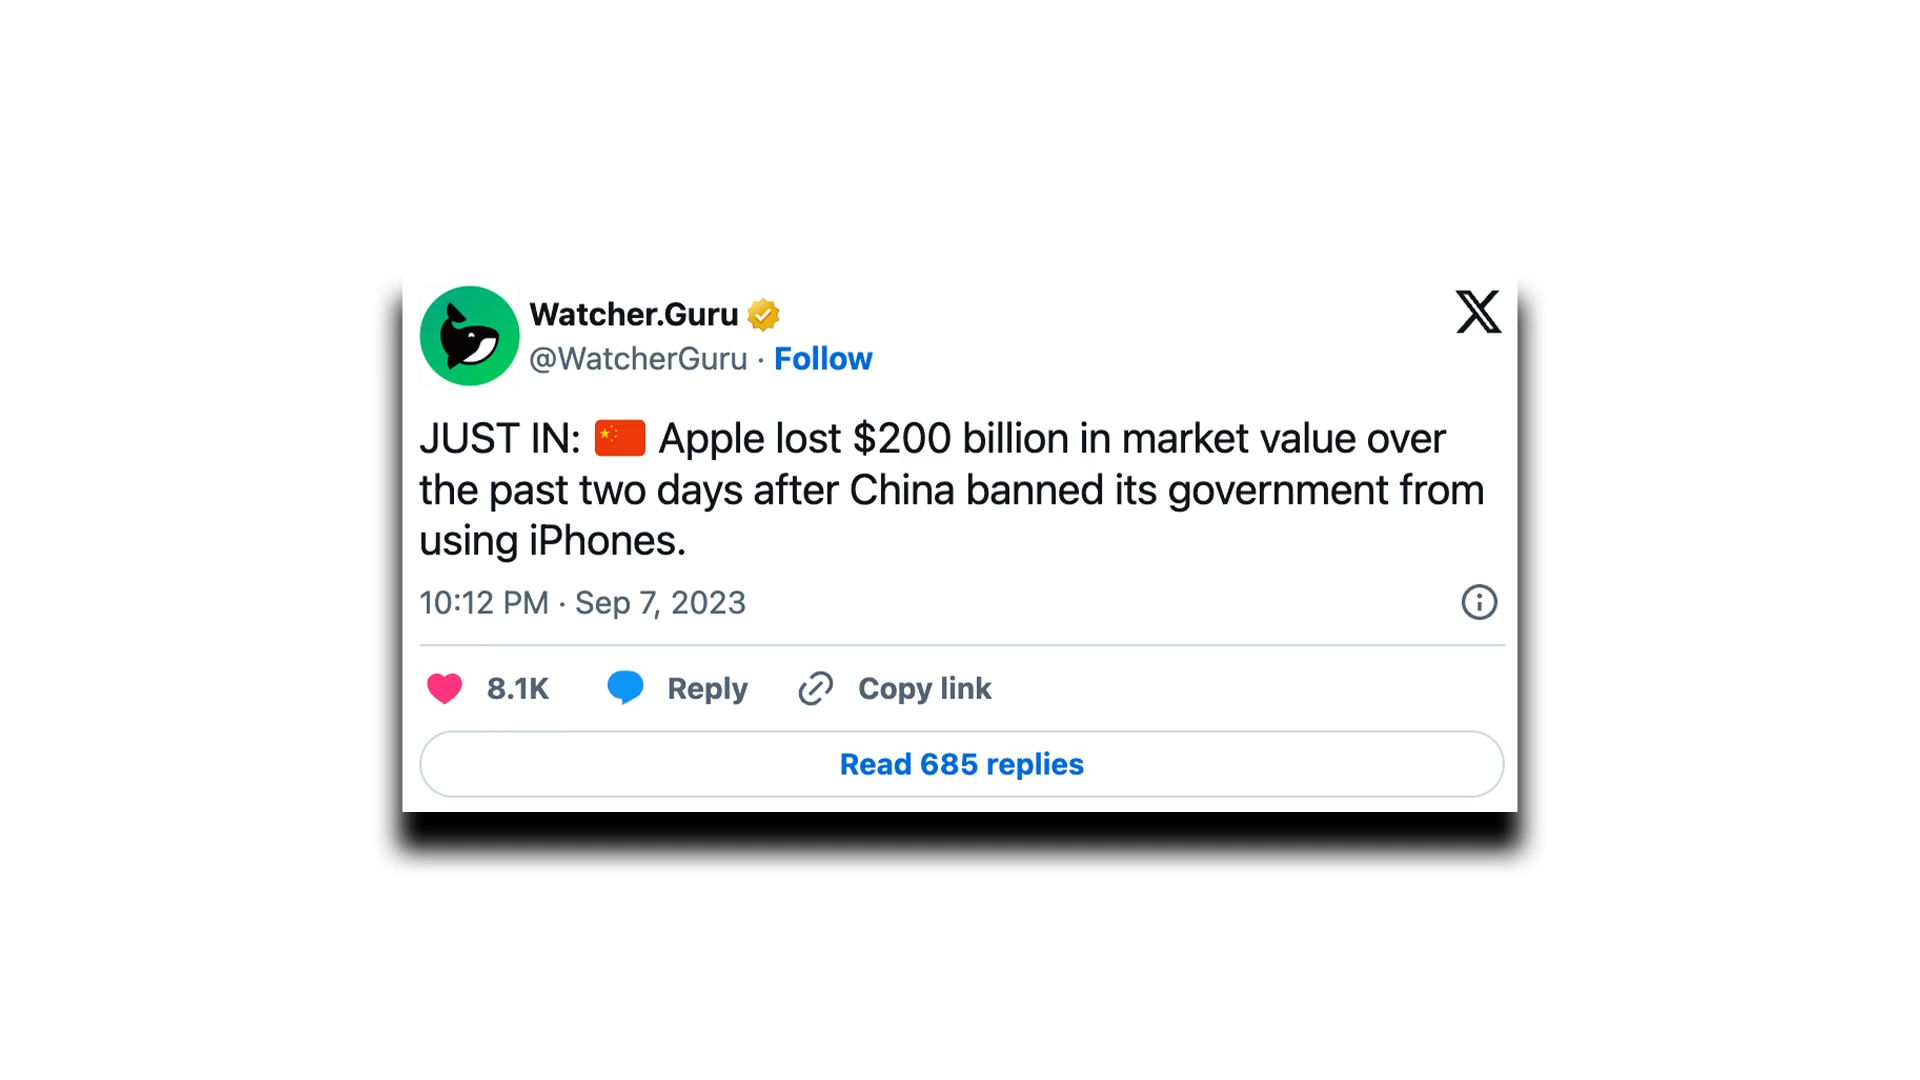 Watcher.Guru
@WatcherGuru · Follow
JUST IN: 🇨🇳 Apple lost $200 billion in market value over
the past two days after China banned its government from
using iPhones.
10:12 PM · Sep 7, 2023
8.1K Reply Copy link
Read 685 replies